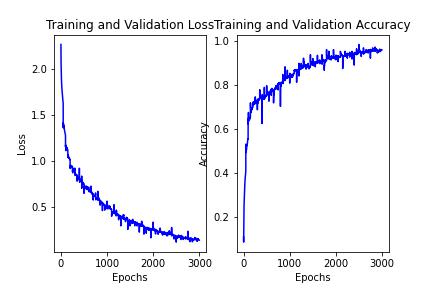 Training and Validation Loss
Loss
2.0
1.5
1.0
0.5
0
1000
2000
3000
Epochs
Training and Validation Accuracy
Accuracy
1.0
0.8
0.6
0.4
0.2
0
1000
2000
3000
Epochs